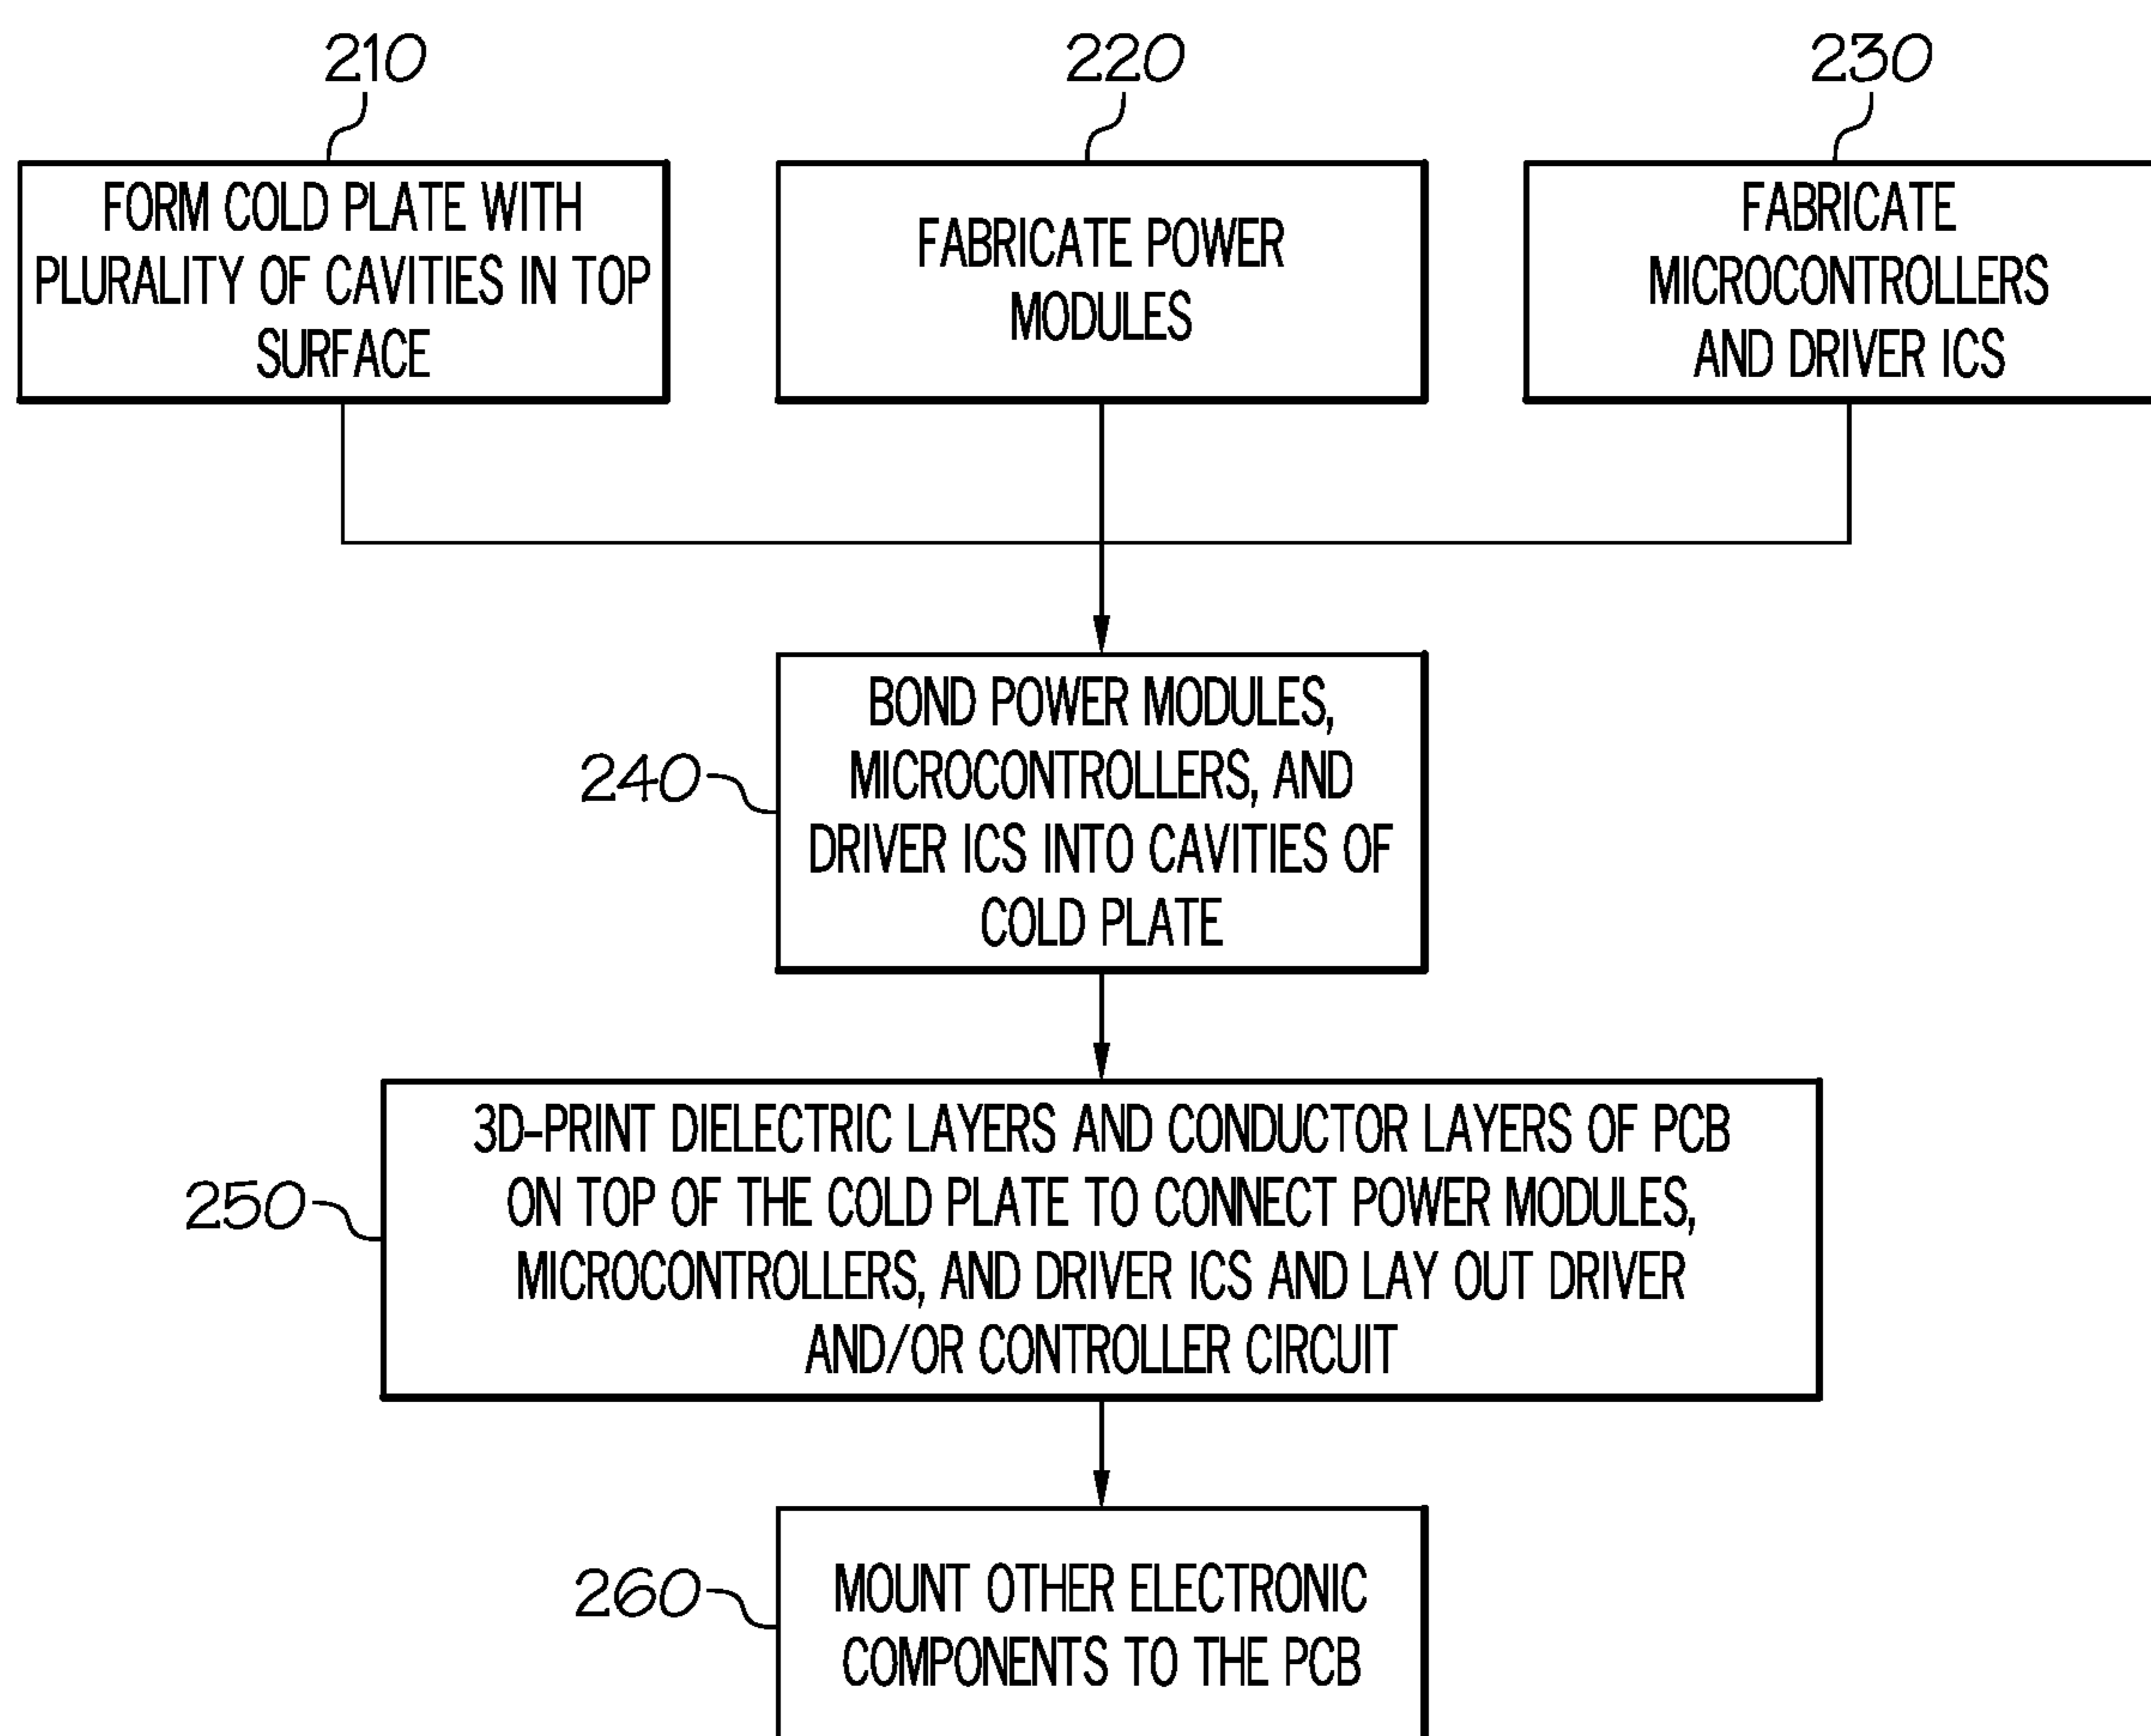 210
220
230
FORM COLD PLATE WITH
PLURALITY OF CAVITIES IN TOP
SURFACE
FABRICATE POWER
MODULES
FABRICATE
MICROCONTROLLERS
AND DRIVER ICS
240
BOND POWER MODULES,
MICROCONTROLLERS, AND
DRIVER ICS INTO CAVITIES OF
COLD PLATE
250
3D-PRINT DIELECTRIC LAYERS AND CONDUCTOR LAYERS OF PCB
ON TOP OF THE COLD PLATE TO CONNECT POWER MODULES,
MICROCONTROLLERS, AND DRIVER ICS AND LAY OUT DRIVER
AND/OR CONTROLLER CIRCUIT
260
MOUNT OTHER ELECTRONIC
COMPONENTS TO THE PCB